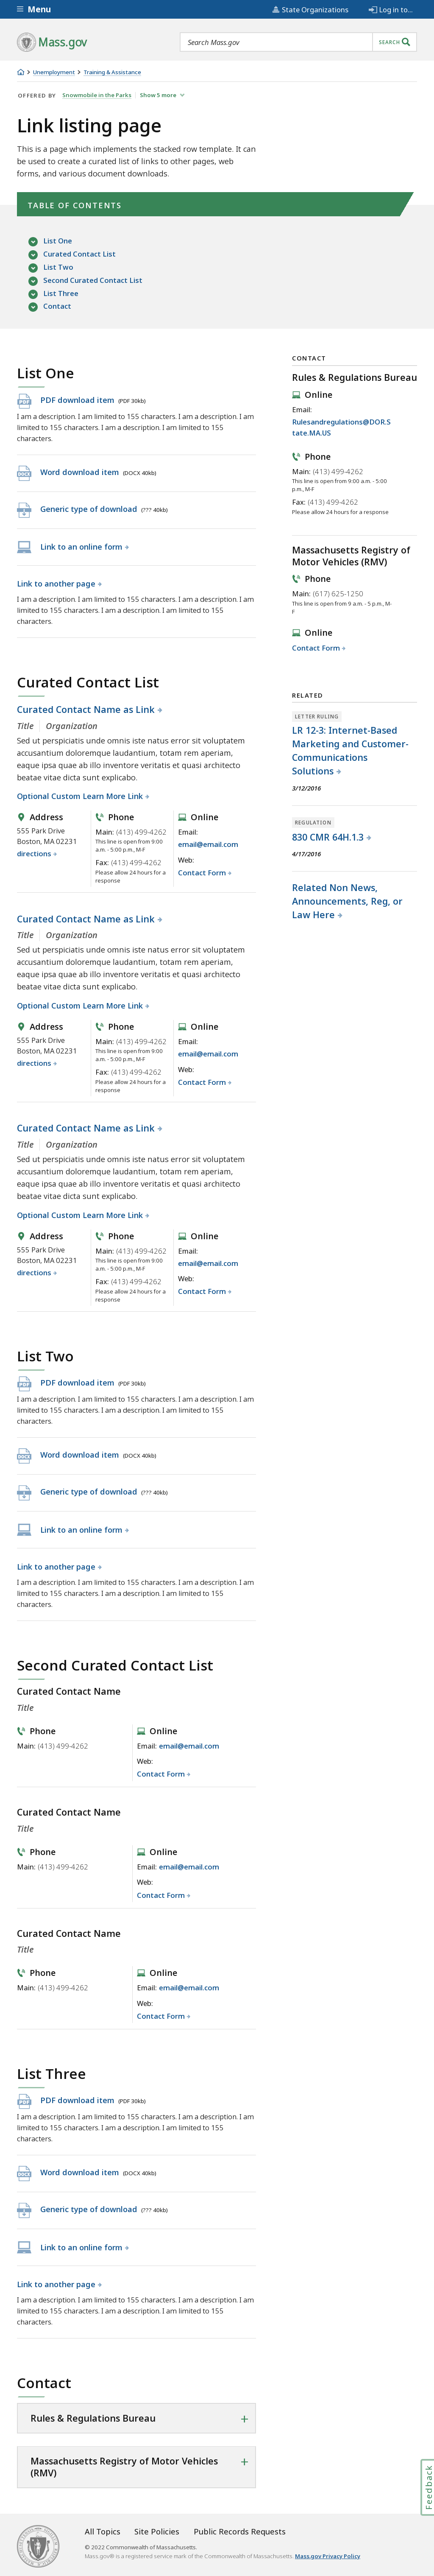 Menu
State Organizations
Log in to...
Mass.gov
Search Mass.gov
SEARCH
Unemployment
Training & Assistance
OFFERED BY
Snowmobile in the Parks
Show 5 more
Link listing page
This is a page which implements the stacked row template. It can
be used to create a curated list of links to other pages, web
forms, and various document downloads.
TABLE OF CONTENTS
List One
Curated Contact List
List Two
Second Curated Contact List
List Three
Contact
List One
PDF download item (PDF 30kb)
I am a description. I am limited to 155 characters. I am a description. I am
limited to 155 characters. I am a description. I am limited to 155
characters.
Word download item (DOCX 40kb)
Generic type of download (??? 40kb)
Link to an online form
Link to another page
I am a description. I am limited to 155 characters. I am a description. I am
limited to 155 characters. I am a description. I am limited to 155
characters.
CONTACT
Rules & Regulations Bureau
Online
Email:
Rulesandregulations@DOR.S
tate.MA.US
Phone
Main: (413) 499-4262
This line is open from 9:00 a.m. - 5:00
p.m., M-F
Fax: (413) 499-4262
Please allow 24 hours for a response
Massachusetts Registry of
Motor Vehicles (RMV)
Phone
Main: (617) 625-1250
This line is open from 9 a.m. - 5 p.m., M-
F
Online
Contact Form
RELATED
LETTER RULING
LR 12-3: Internet-Based
Marketing and Customer-
Communications
Solutions
3/12/2016
REGULATION
830 CMR 64H.1.3
4/17/2016
Related Non News,
Announcements, Reg, or
Law Here
Curated Contact List
Curated Contact Name as Link
Title
Organization
Sed ut perspiciatis unde omnis iste natus error sit voluptatem
accusantium doloremque laudantium, totam rem aperiam,
eaque ipsa quae ab illo inventore veritatis et quasi architecto
beatae vitae dicta sunt explicabo.
Optional Custom Learn More Link
Address
555 Park Drive
Boston, MA 02231
directions
Phone
Main: (413) 499-4262
This line is open from 9:00
a.m. - 5:00 p.m., M-F
Fax: (413) 499-4262
Please allow 24 hours for a
response
Online
Email:
email@email.com
Web:
Contact Form
Curated Contact Name as Link
Title
Organization
Sed ut perspiciatis unde omnis iste natus error sit voluptatem
accusantium doloremque laudantium, totam rem aperiam,
eaque ipsa quae ab illo inventore veritatis et quasi architecto
beatae vitae dicta sunt explicabo.
Optional Custom Learn More Link
Address
555 Park Drive
Boston, MA 02231
directions
Phone
Main: (413) 499-4262
This line is open from 9:00
a.m. - 5:00 p.m., M-F
Fax: (413) 499-4262
Please allow 24 hours for a
response
Online
Email:
email@email.com
Web:
Contact Form
Curated Contact Name as Link
Title
Organization
Sed ut perspiciatis unde omnis iste natus error sit voluptatem
accusantium doloremque laudantium, totam rem aperiam,
eaque ipsa quae ab illo inventore veritatis et quasi architecto
beatae vitae dicta sunt explicabo.
Optional Custom Learn More Link
Address
555 Park Drive
Boston, MA 02231
directions
Phone
Main: (413) 499-4262
This line is open from 9:00
a.m. - 5:00 p.m., M-F
Fax: (413) 499-4262
Please allow 24 hours for a
response
Online
Email:
email@email.com
Web:
Contact Form
List Two
PDF download item (PDF 30kb)
I am a description. I am limited to 155 characters. I am a description. I am
limited to 155 characters. I am a description. I am limited to 155
characters.
Word download item (DOCX 40kb)
Generic type of download (??? 40kb)
Link to an online form
Link to another page
I am a description. I am limited to 155 characters. I am a description. I am
limited to 155 characters. I am a description. I am limited to 155
characters.
Second Curated Contact List
Curated Contact Name
Title
Phone
Main: (413) 499-4262
Online
Email: email@email.com
Web:
Contact Form
Curated Contact Name
Title
Phone
Main: (413) 499-4262
Online
Email: email@email.com
Web:
Contact Form
Curated Contact Name
Title
Phone
Main: (413) 499-4262
Online
Email: email@email.com
Web:
Contact Form
List Three
PDF download item (PDF 30kb)
I am a description. I am limited to 155 characters. I am a description. I am
limited to 155 characters. I am a description. I am limited to 155
characters.
Word download item (DOCX 40kb)
Generic type of download (??? 40kb)
Link to an online form
Link to another page
I am a description. I am limited to 155 characters. I am a description. I am
limited to 155 characters. I am a description. I am limited to 155
characters.
Contact
Rules & Regulations Bureau
Massachusetts Registry of Motor Vehicles
(RMV)
Feedback
All Topics
Site Policies
Public Records Requests
© 2022 Commonwealth of Massachusetts.
Mass.gov® is a registered service mark of the Commonwealth of Massachusetts. Mass.gov Privacy Policy